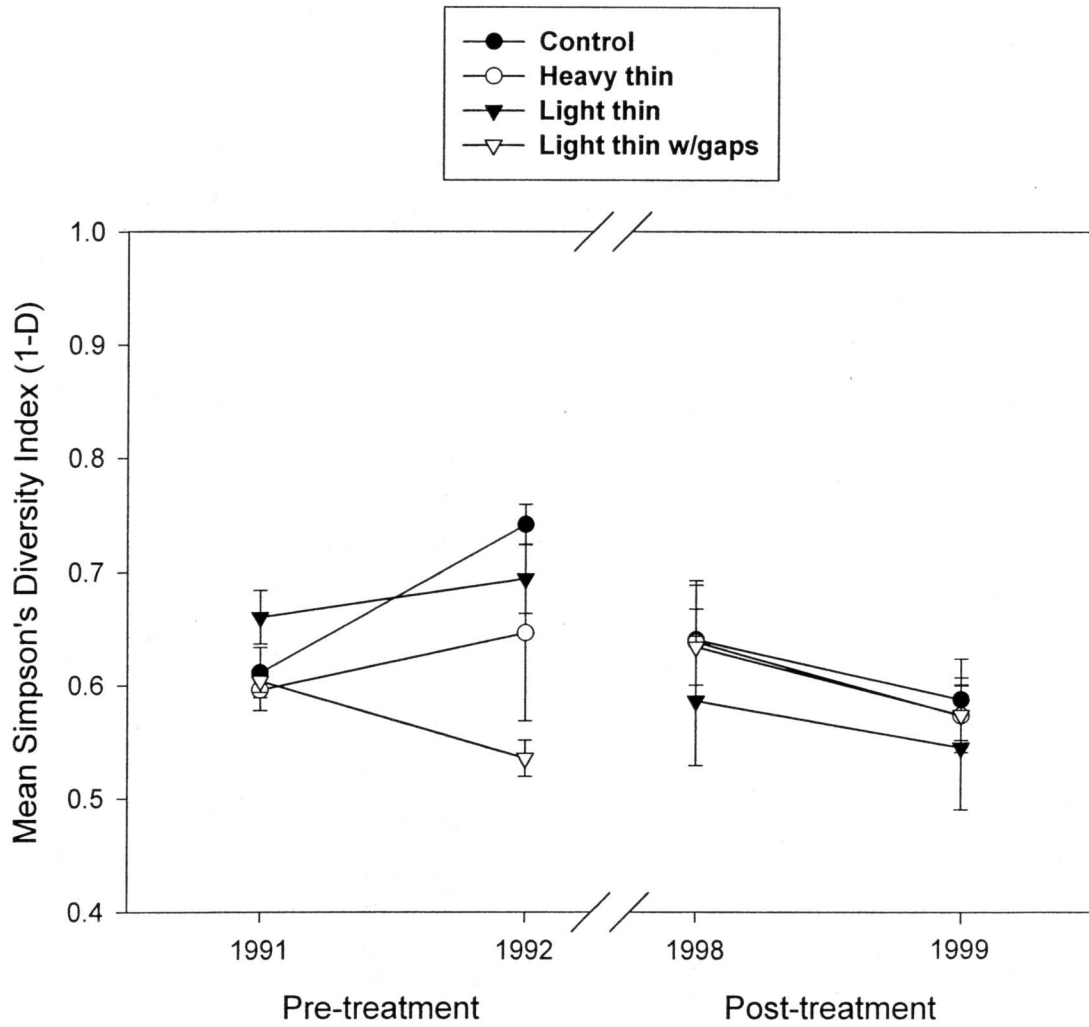 Control
Heavy thin
Light thin
Light thin w/gaps
Mean Simpson's Diversity Index (1-D)
1.0
0.9
0.8
0.7
0.6
0.5
0.4
1991
1992
1998
1999
Pre-treatment
Post-treatment